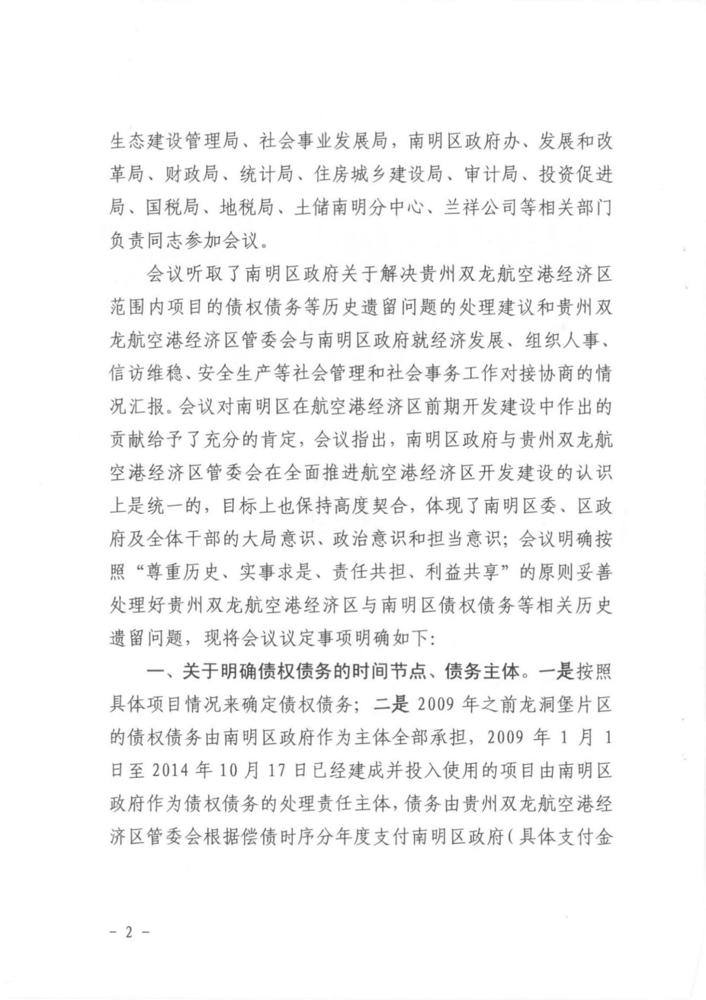 生态建设管理局、社会事业发展局，南明区政府办、发展和改
革局、财政局、统计局、住房城乡建设局、审计局、投资促进
局、国税局、地税局、土储南明分中心、兰祥公司等相关部门
负责同志参加会议。
会议听取了南明区政府关于解决贵州双龙航空港经济区
范围内项目的债权债务等历史遗留问题的处理建议和贵州双
龙航空港经济区管委会与南明区政府就经济发展、组织人事、
信访维稳、安全生产等社会管理和社会事务工作对接协商的情
况汇报。会议对南明区在航空港经济区前期开发建设中作出的
贡献给予了充分的肯定，会议指出，南明区政府与贵州双龙航
空港经济区管委会在全面推进航空港经济区开发建设的认识
上是统一的，目标上也保持高度契合，体现了南明区委、区政
府及全体干部的大局意识、政治意识和担当意识；会议明确按
照“尊重历史、实事求是、责任共担、利益共享”的原则妥善
处理好贵州双龙航空港经济区与南明区债权债务等相关历史
遗留问题，现将会议议定事项明确如下：
一、关于明确债权债务的时间节点、债务主体。一是按照
具体项目情况来确定债权债务；二是 2009 年之前龙洞堡片区
的债权债务由南明区政府作为主体全部承担，2009 年 1 月 1
日至 2014 年 10 月 17 日已经建成并投入使用的项目由南明区
政府作为债权债务的处理责任主体，债务由贵州双龙航空港经
济区管委会根据偿债时序分年度支付南明区政府（具体支付金
- 2 -